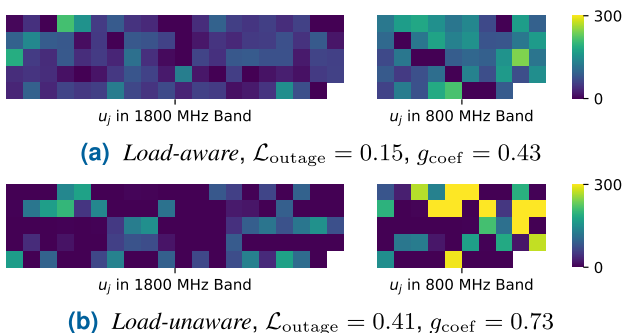 300
0
u_j in 1800 MHz Band
u_j in 800 MHz Band
(a) Load-aware, ℒ_outage = 0.15, g_coef = 0.43
300
0
u_j in 1800 MHz Band
u_j in 800 MHz Band
(b) Load-unaware, ℒ_outage = 0.41, g_coef = 0.73